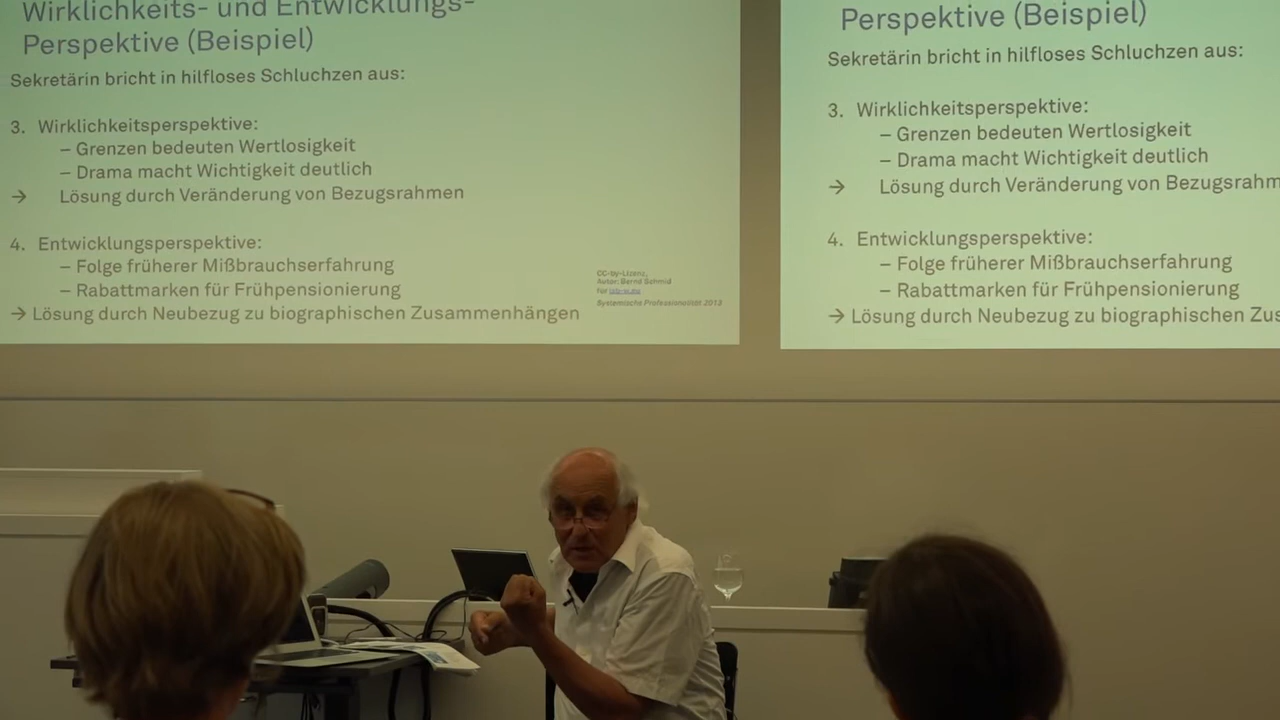 Wirklichkeits- und Entwicklungs-
Perspektive (Beispiel)
Sekretärin bricht in hilfloses Schluchzen aus:
3. Wirklichkeitsperspektive:
– Grenzen bedeuten Wertlosigkeit
– Drama macht Wichtigkeit deutlich
→ Lösung durch Veränderung von Bezugsrahmen
4. Entwicklungsperspektive:
– Folge früherer Mißbrauchserfahrung
– Rabattmarken für Frühpensionierung
→ Lösung durch Neubezug zu biographischen Zusammenhängen
CC-by-Lizenz,
Autor: Bernd Schmid
für
Systemische Professionalität 2013
Perspektive (Beispiel)
Sekretärin bricht in hilfloses Schluchzen aus:
3. Wirklichkeitsperspektive:
– Grenzen bedeuten Wertlosigkeit
– Drama macht Wichtigkeit deutlich
→ Lösung durch Veränderung von Bezugsrahm
4. Entwicklungsperspektive:
– Folge früherer Mißbrauchserfahrung
– Rabattmarken für Frühpensionierung
→ Lösung durch Neubezug zu biographischen Zus